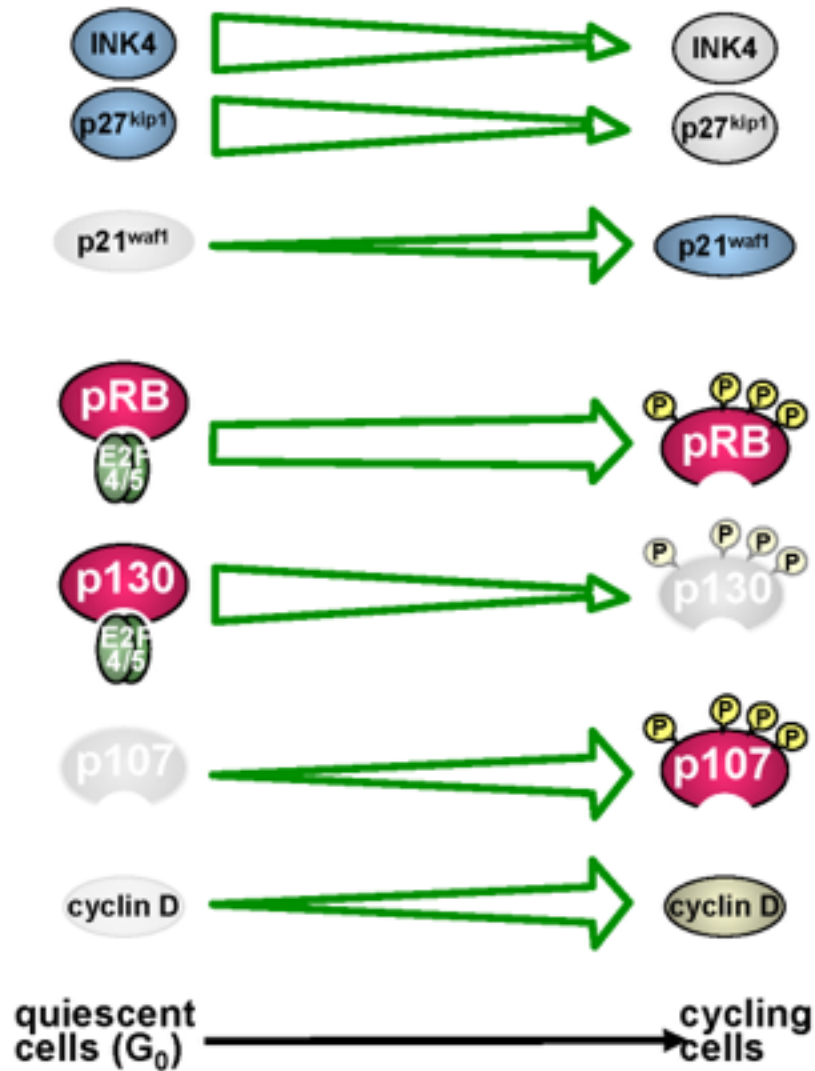 INK4 INK4
p27kip1 p27kip1
p21waf1 p21waf1
pRB P P P P
E2F pRB
4/5
p130 P P P P
E2F p130
4/5
p107 P P P P
p107
cyclin D cyclin D
quiescent cycling
cells (G0) cells